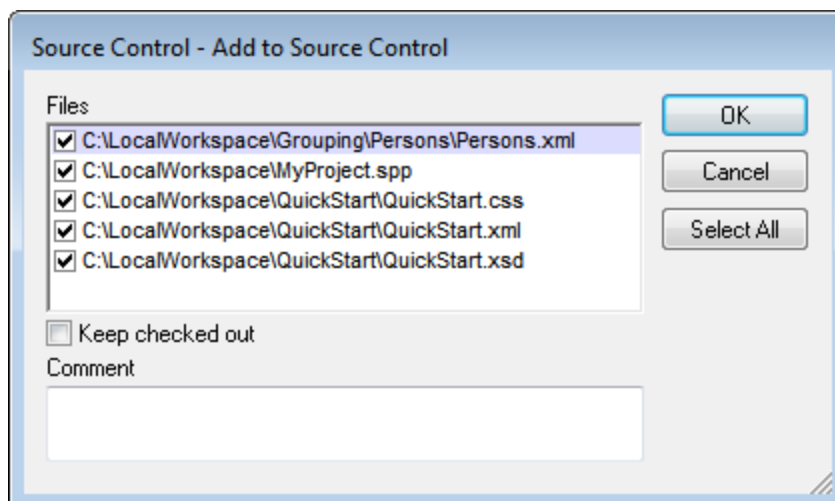 Source Control - Add to Source Control
Files
C:\LocalWorkspace\Grouping\Persons\Persons.xml
C:\LocalWorkspace\MyProject.spp
C:\LocalWorkspace\QuickStart\QuickStart.css
C:\LocalWorkspace\QuickStart\QuickStart.xml
C:\LocalWorkspace\QuickStart\QuickStart.xsd
OK
Cancel
Select All
Keep checked out
Comment